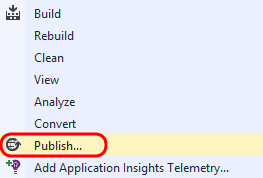 Build
Rebuild
Clean
View
Analyze
Convert
Publish...
Add Application Insights Telemetry...